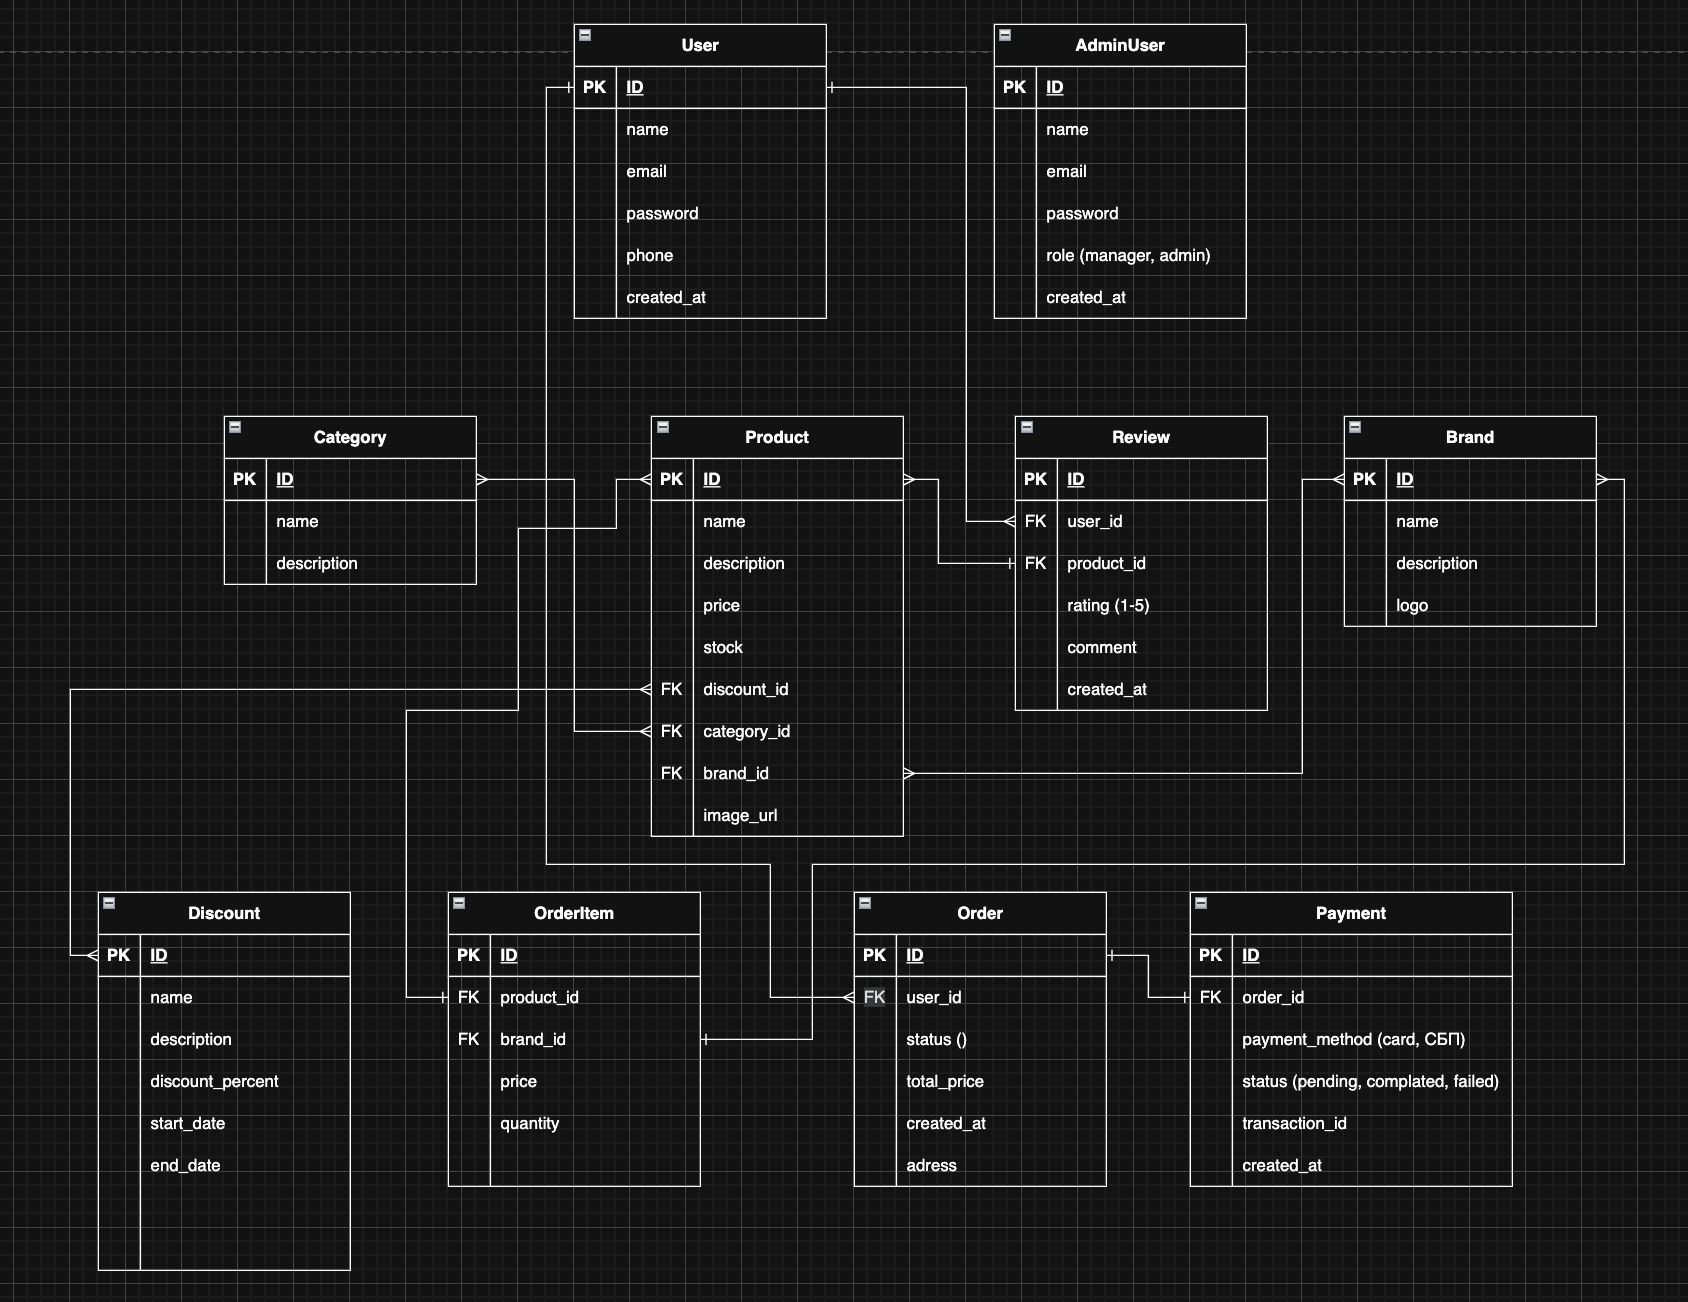 User
PK ID
name
email
password
phone
created_at
AdminUser
PK ID
name
email
password
role (manager, admin)
created_at
Category
PK ID
name
description
Product
PK ID
name
description
price
stock
FK discount_id
FK category_id
FK brand_id
image_url
Review
PK ID
FK user_id
FK product_id
rating (1-5)
comment
created_at
Brand
PK ID
name
description
logo
Discount
PK ID
name
description
discount_percent
start_date
end_date
OrderItem
PK ID
FK product_id
FK brand_id
price
quantity
Order
PK ID
FK user_id
status ()
total_price
created_at
adress
Payment
PK ID
FK order_id
payment_method (card, СБП)
status (pending, complated, failed)
transaction_id
created_at